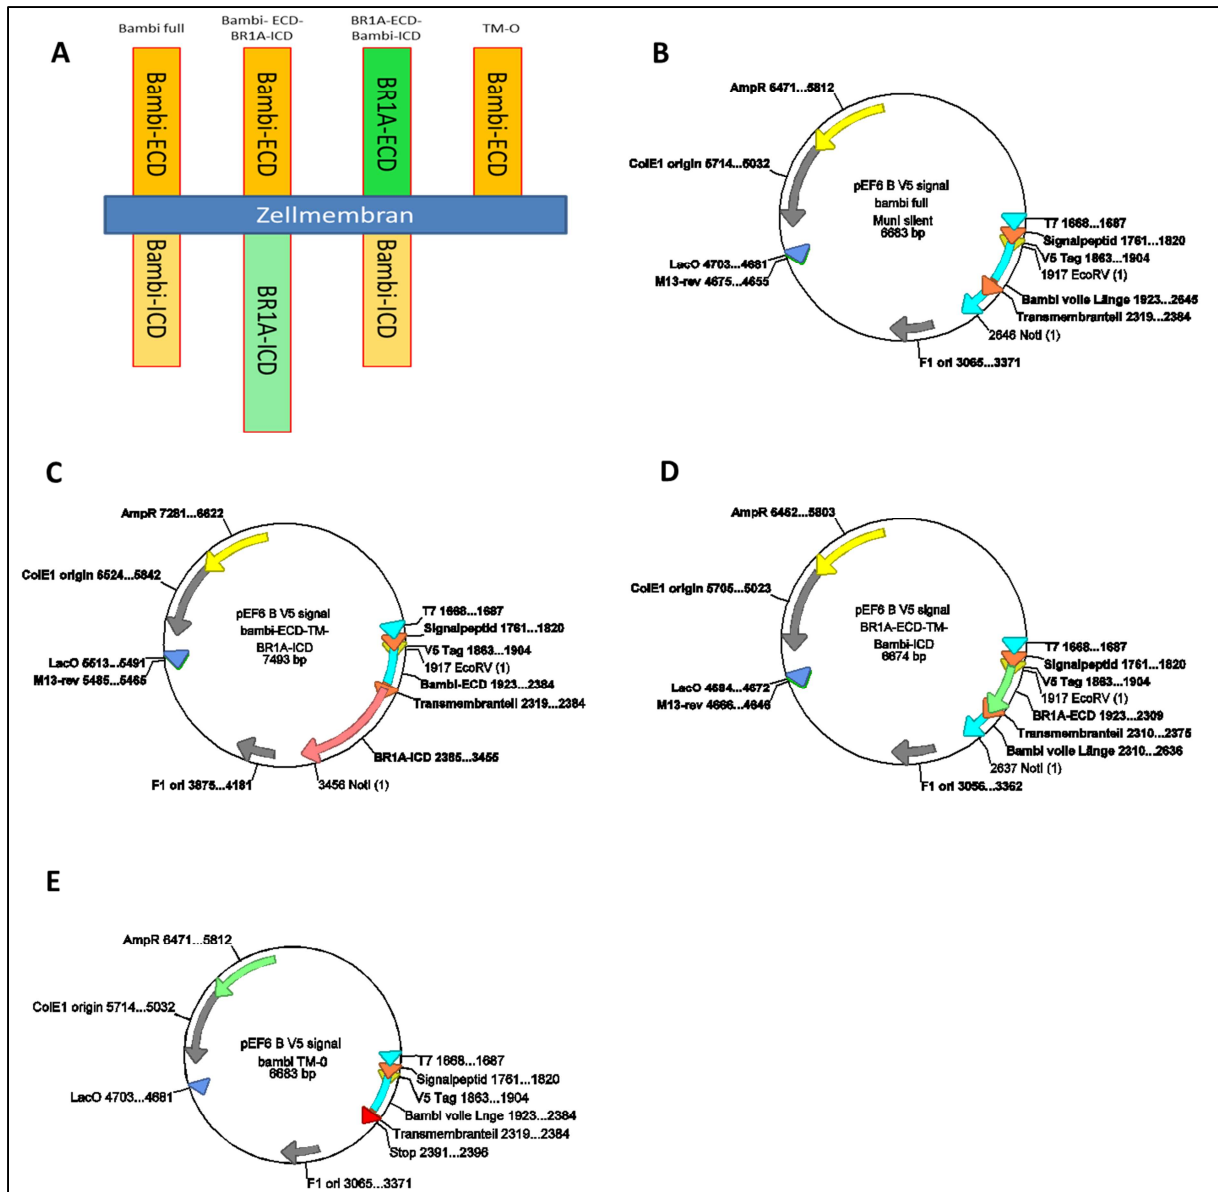 A
Bambi full
Bambi- ECD-
BR1A-ICD
BR1A-ECD-
Bambi-ICD
TM-O
Bambi-ECD
Bambi-ECD
BR1A-ECD
Bambi-ECD
Zellmembran
Bambi-ICD
BR1A-ICD
Bambi-ICD
B
AmpR 6471...5812
ColE1 origin 5714...5032
pEF6 B V5 signal
bambi full
MunI silent
6683 bp
T7 1668...1687
Signalpeptid 1761...1820
V5 Tag 1863...1904
1917 EcoRV (1)
LacO 4703...4681
M13-rev 4675...4655
Bambi volle Länge 1923...2645
Transmembranteil 2319...2384
2646 NotI (1)
F1 ori 3065...3371
C
AmpR 7281...6622
ColE1 origin 6524...5842
pEF6 B V5 signal
bambi-ECD-TM-
BR1A-ICD
7493 bp
T7 1668...1687
Signalpeptid 1761...1820
V5 Tag 1863...1904
1917 EcoRV (1)
LacO 5513...5491
M13-rev 5485...5465
Bambi-ECD 1923...2384
Transmembranteil 2319...2384
BR1A-ICD 2385...3455
3456 NotI (1)
F1 ori 3875...4181
D
AmpR 6462...5803
ColE1 origin 5705...5023
pEF6 B V5 signal
BR1A-ECD-TM-
Bambi-ICD
6674 bp
T7 1668...1687
Signalpeptid 1761...1820
V5 Tag 1863...1904
1917 EcoRV (1)
LacO 4694...4672
M13-rev 4666...4646
BR1A-ECD 1923...2309
Transmembranteil 2310...2375
Bambi volle Länge 2310...2636
2637 NotI (1)
F1 ori 3056...3362
E
AmpR 6471...5812
ColE1 origin 5714...5032
pEF6 B V5 signal
bambi TM-0
6683 bp
T7 1668...1687
Signalpeptid 1761...1820
V5 Tag 1863...1904
LacO 4703...4681
Bambi volle Lnge 1923...2384
Transmembranteil 2319...2384
Stop 2391...2396
F1 ori 3065...3371